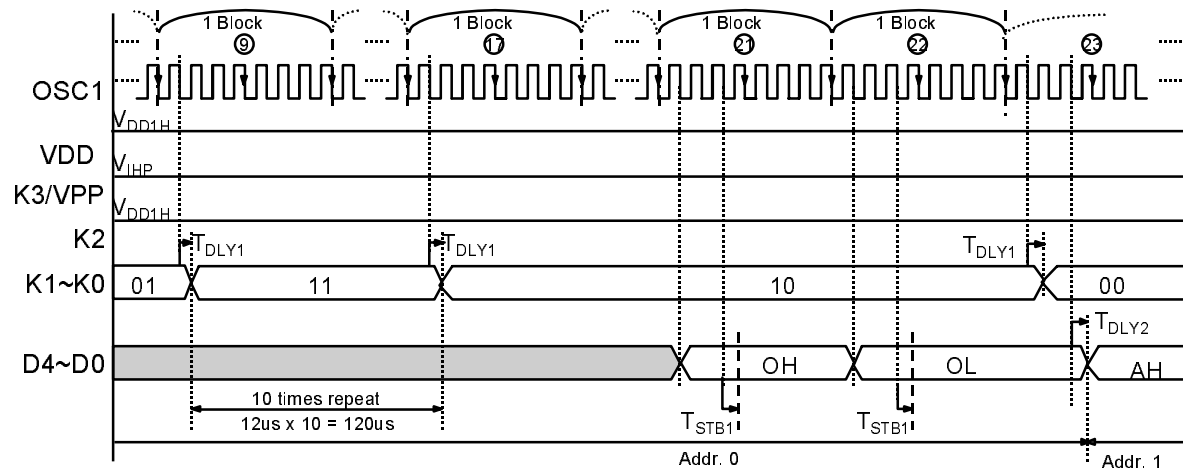 1 Block 1 Block 1 Block 1 Block
⑨ ⑰ ㉑ ㉒ ㉓
OSC1
VDD1H
VDD
VIHP
K3/VPP
VDD1H
K2
TDLY1 TDLY1 TDLY1
K1~K0
01 11 10 00
TDLY2
D4~D0
OH OL AH
10 times repeat
12us x 10 = 120us
TSTB1 TSTB1
Addr. 0 Addr. 1